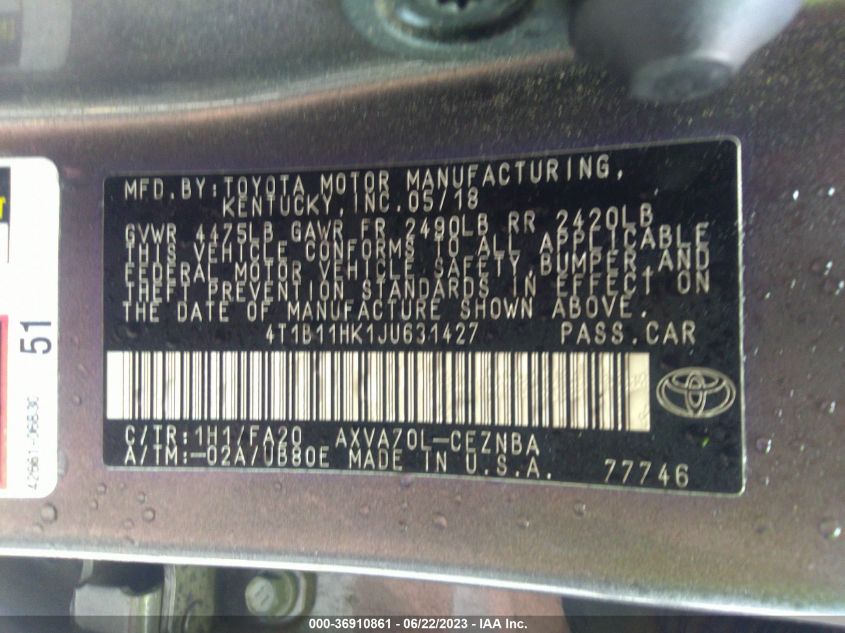 MFD.BY:TOYOTA MOTOR MANUFACTURING,
KENTUCKY,INC.05/18
GVWR 4475LB GAWR FR 2490LB RR 2420LB
THIS VEHICLE CONFORMS TO ALL APPLICABLE
FEDERAL MOTOR VEHICLE SAFETY,BUMPER,AND
THEFT PREVENTION STANDARDS IN EFFECT ON
THE DATE OF MANUFACTURE SHOWN ABOVE.
4T1B11HK1JU631427 PASS.CAR
C/TR:1H1/FA20 AXVA70L-CEZNBA
A/TM:-02A/UB80E MADE IN U.S.A. 77746
51
42661-06B30
000-36910861 - 06/22/2023 - IAA Inc.